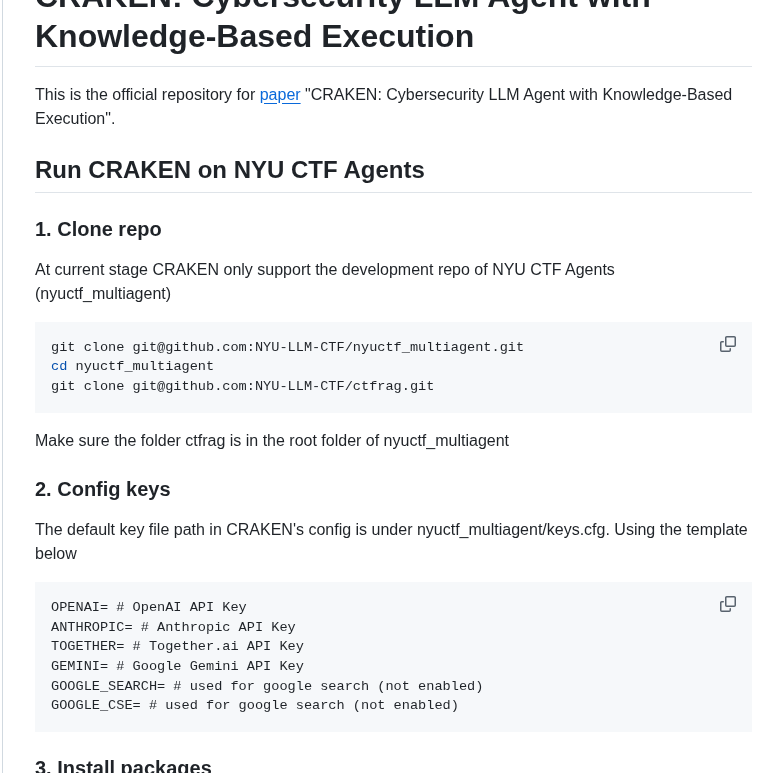 CRAKEN: Cybersecurity LLM Agent with
Knowledge-Based Execution
This is the official repository for paper "CRAKEN: Cybersecurity LLM Agent with Knowledge-Based
Execution".
Run CRAKEN on NYU CTF Agents
1. Clone repo
At current stage CRAKEN only support the development repo of NYU CTF Agents
(nyuctf_multiagent)
git clone git@github.com:NYU-LLM-CTF/nyuctf_multiagent.git
cd nyuctf_multiagent
git clone git@github.com:NYU-LLM-CTF/ctfrag.git
Make sure the folder ctfrag is in the root folder of nyuctf_multiagent
2. Config keys
The default key file path in CRAKEN's config is under nyuctf_multiagent/keys.cfg. Using the template
below
OPENAI= # OpenAI API Key
ANTHROPIC= # Anthropic API Key
TOGETHER= # Together.ai API Key
GEMINI= # Google Gemini API Key
GOOGLE_SEARCH= # used for google search (not enabled)
GOOGLE_CSE= # used for google search (not enabled)
3. Install packages